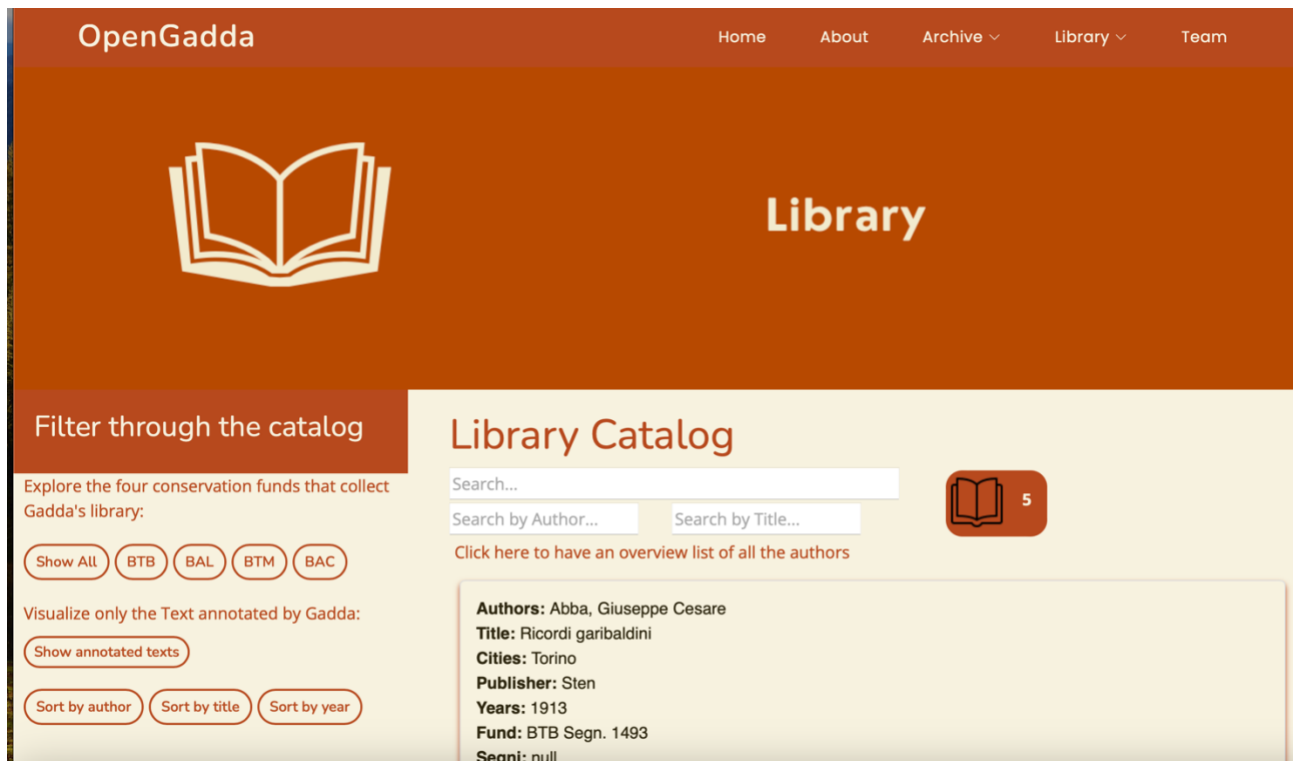 OpenGadda
Home About Archive Library Team
Library
Filter through the catalog
Explore the four conservation funds that collect
Gadda's library:
Show All BTB BAL BTM BAC
Visualize only the Text annotated by Gadda:
Show annotated texts
Sort by author Sort by title Sort by year
Library Catalog
Search...
5
Search by Author... Search by Title...
Click here to have an overview list of all the authors
Authors: Abba, Giuseppe Cesare
Title: Ricordi garibaldini
Cities: Torino
Publisher: Sten
Years: 1913
Fund: BTB Segn. 1493
Segni: null